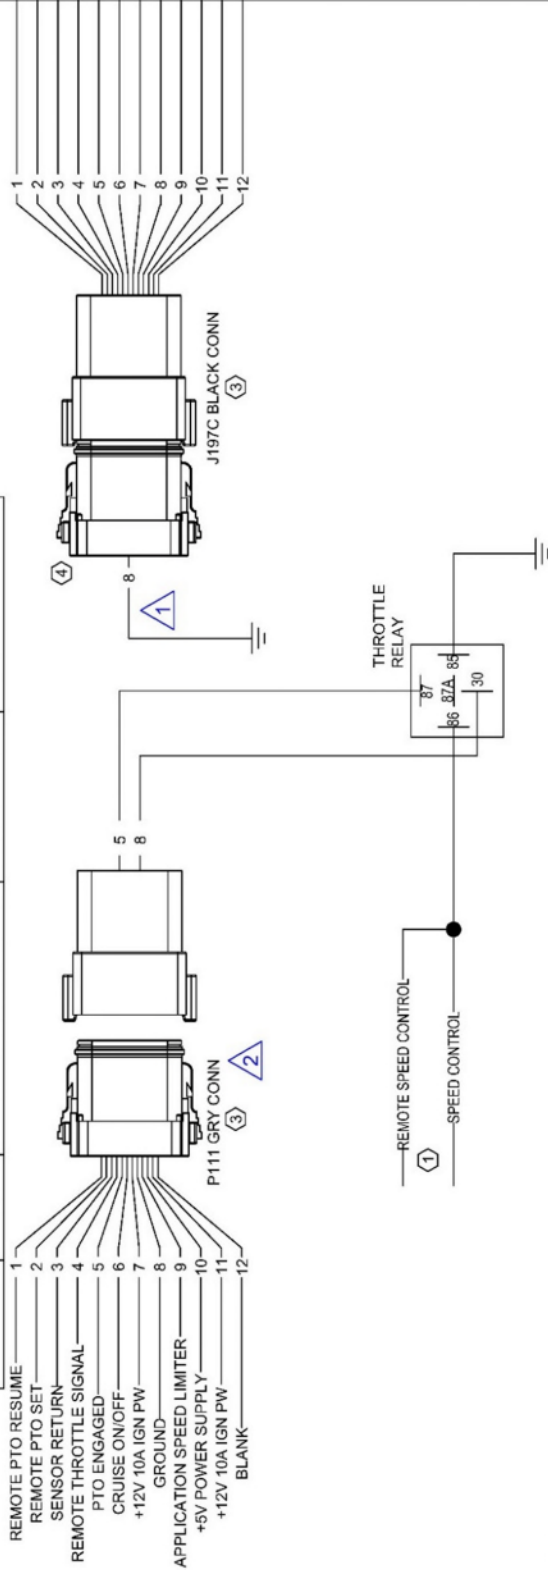 REMOTE PTO RESUME
REMOTE PTO SET
SENSOR RETURN
REMOTE THROTTLE SIGNAL
PTO ENGAGED
CRUISE ON/OFF
+12V 10A IGN PW
GROUND
APPLICATION SPEED LIMITER
+5V POWER SUPPLY
+12V 10A IGN PW
BLANK
1
2
3
4
5
6
7
8
9
10
11
12
P111 GRY CONN
3
2
5
8
4
8
1
J197C BLACK CONN
3
1
2
3
4
5
6
7
8
9
10
11
12
REMOTE SPEED CONTROL
1
SPEED CONTROL
THROTTLE
RELAY
87
86
87A
85
30